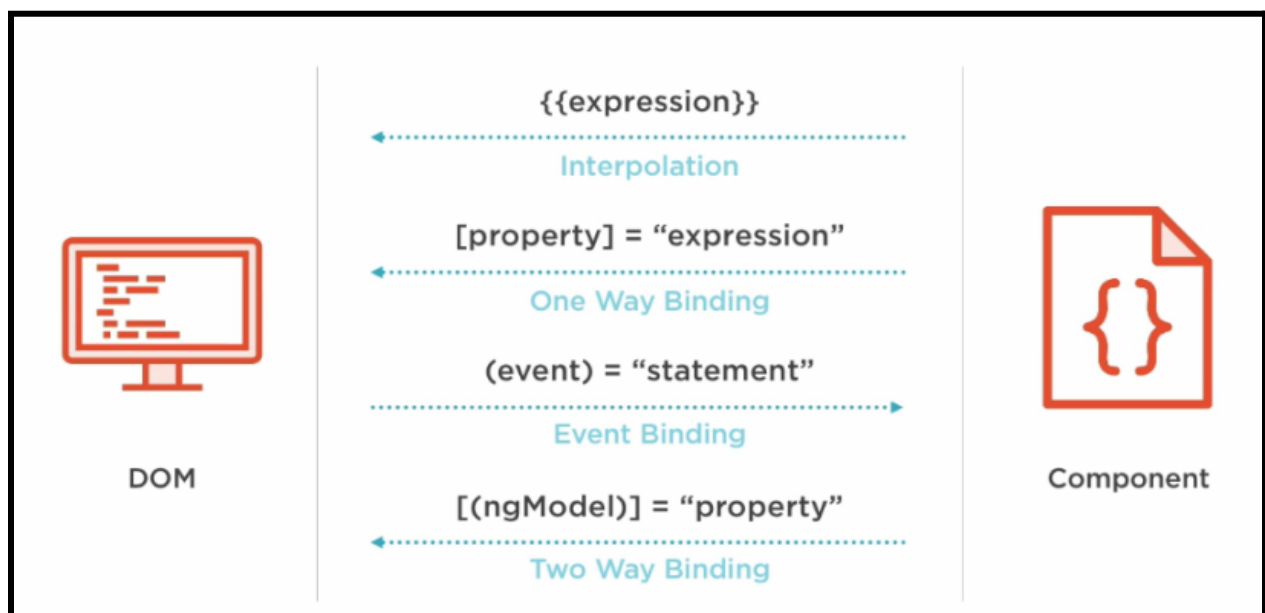 {{expression}}
Interpolation
[property] = “expression”
One Way Binding
(event) = “statement”
Event Binding
DOM
Component
[(ngModel)] = “property”
Two Way Binding